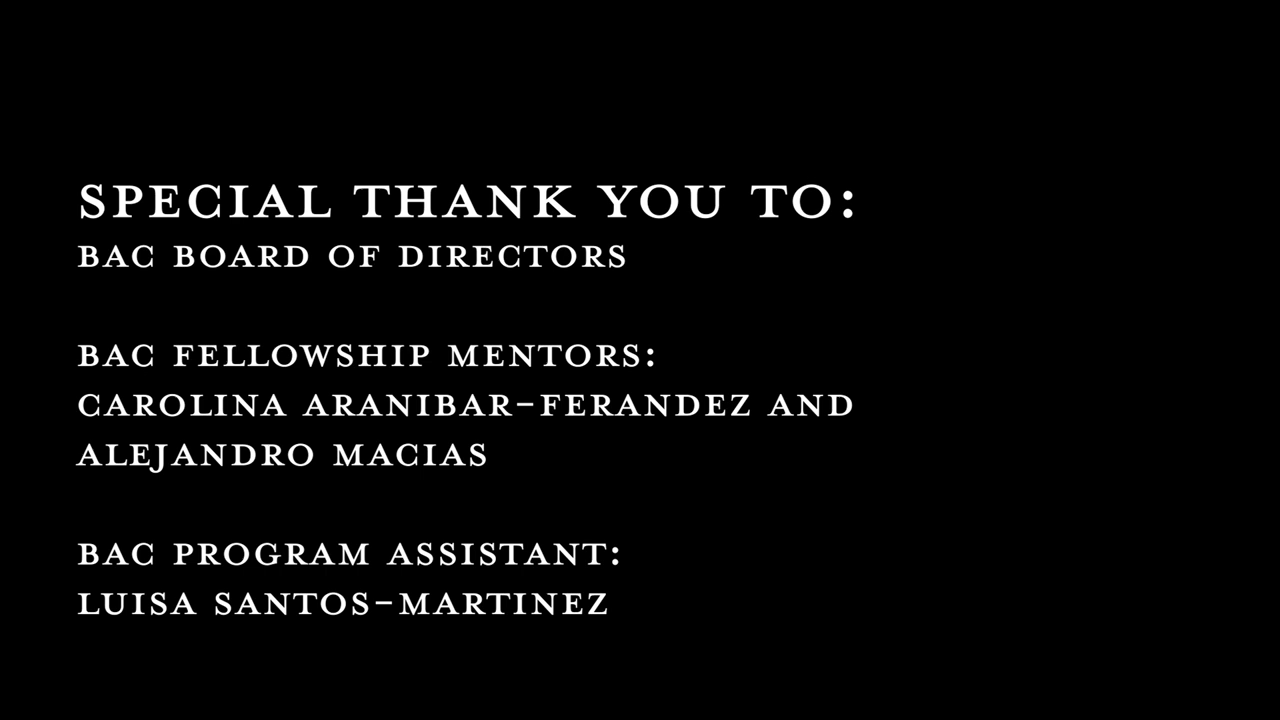 SPECIAL THANK YOU TO:
BAC BOARD OF DIRECTORS
BAC FELLOWSHIP MENTORS:
CAROLINA ARANIBAR-FERANDEZ AND
ALEJANDRO MACIAS
BAC PROGRAM ASSISTANT:
LUISA SANTOS-MARTINEZ